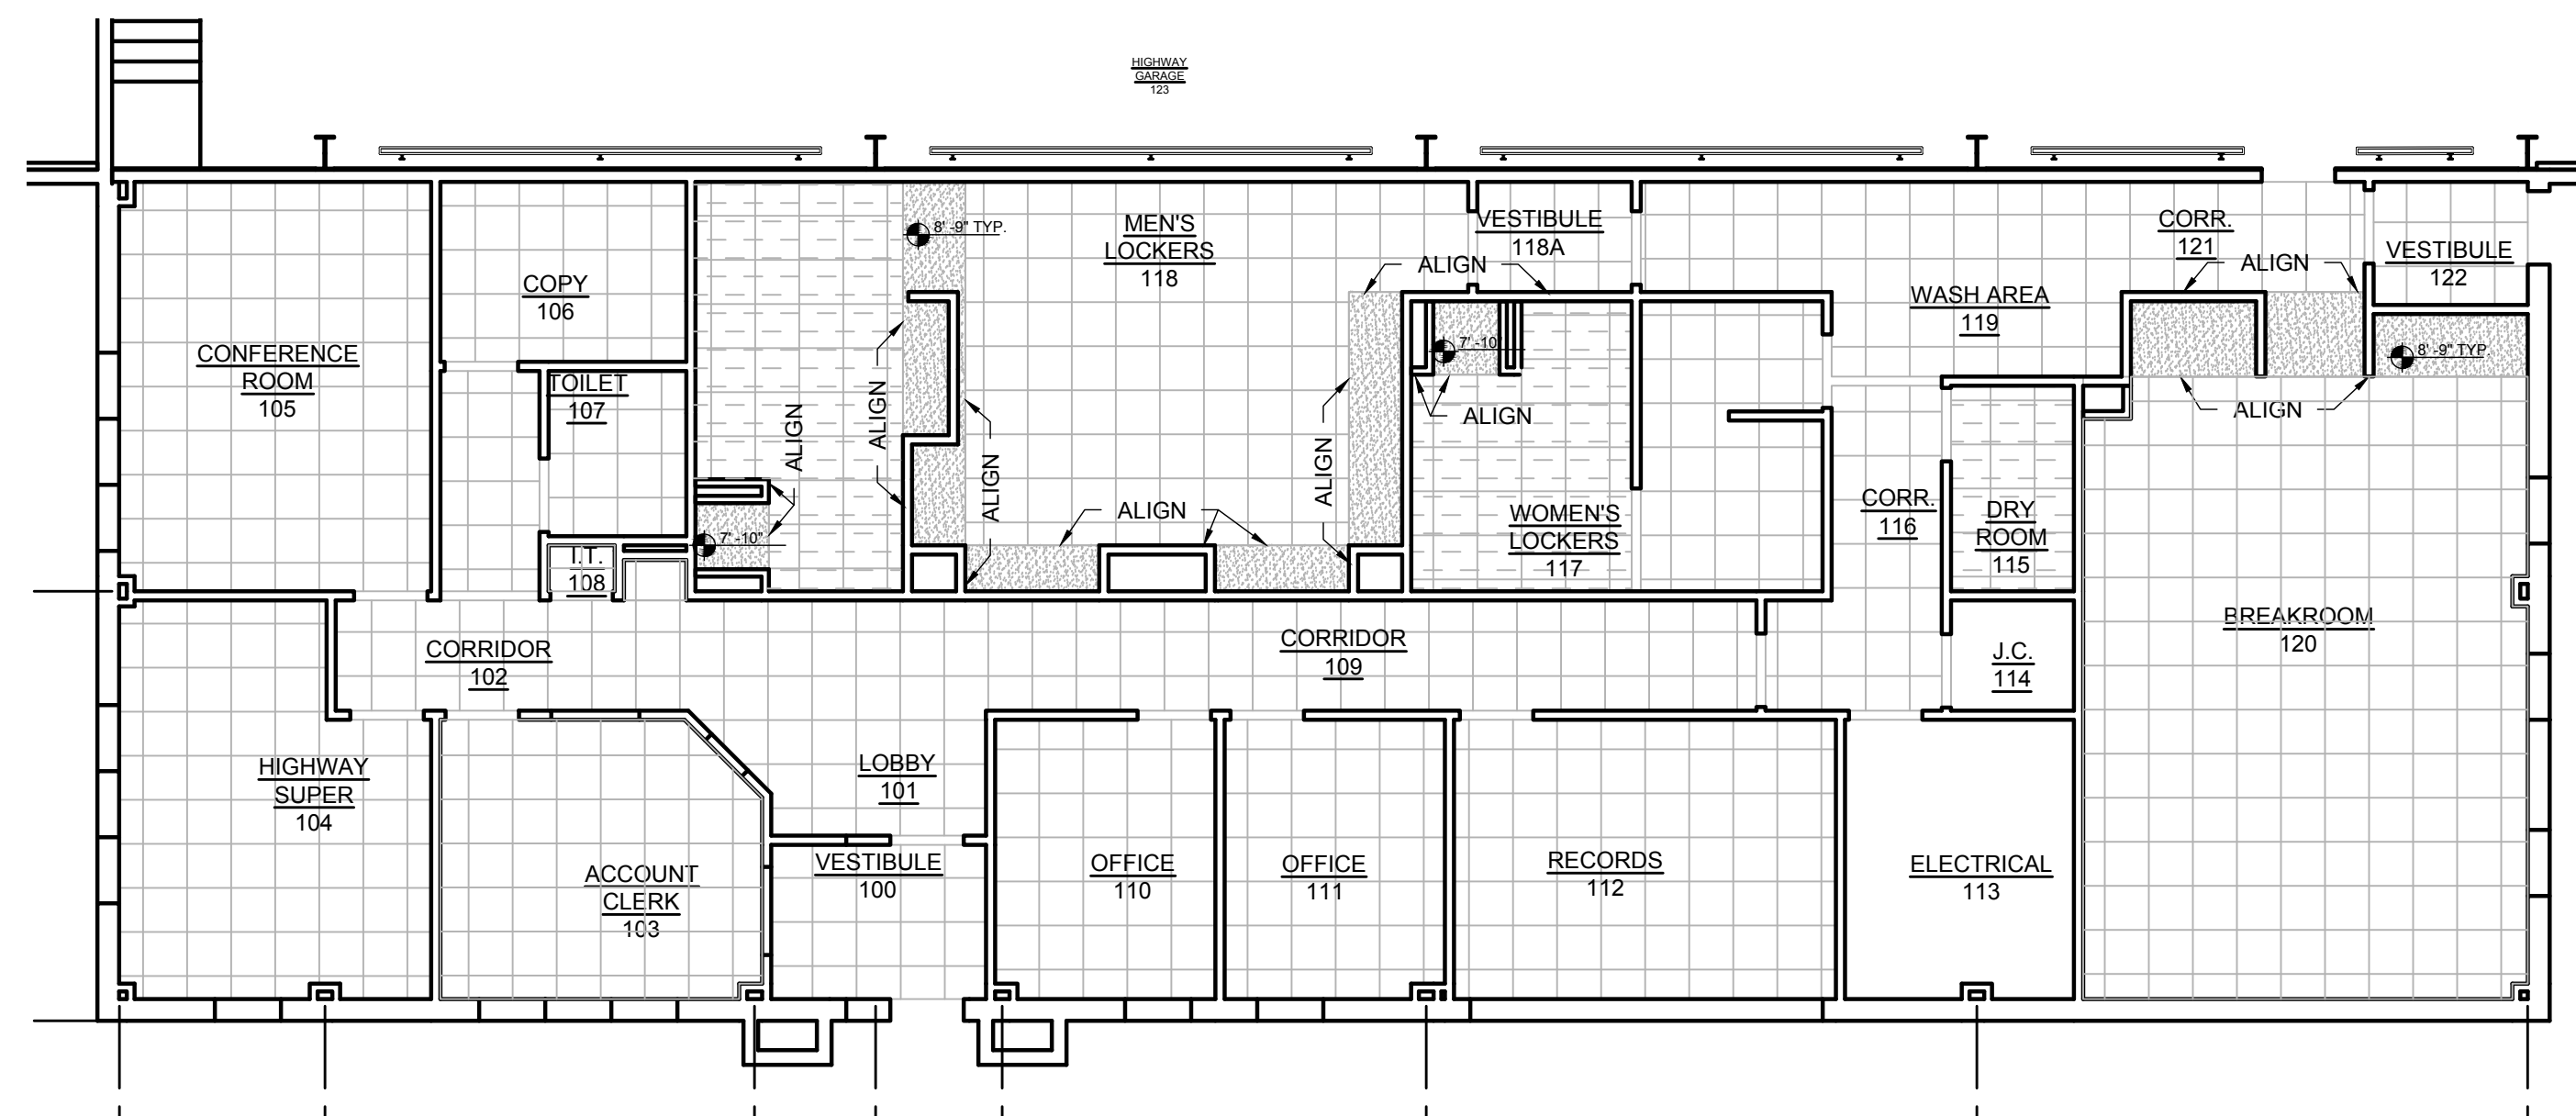 HIGHWAY
GARAGE
123
8' -9" TYP.
MEN'S
LOCKERS
118
VESTIBULE
118A
CORR.
121
VESTIBULE
122
ALIGN
ALIGN
COPY
106
WASH AREA
119
CONFERENCE
ROOM
105
TOILET
107
7' -10"
8' -9" TYP.
ALIGN
ALIGN
ALIGN
ALIGN
ALIGN
ALIGN
ALIGN
ALIGN
7' -10"
I.T.
108
WOMEN'S
LOCKERS
117
CORR.
116
DRY
ROOM
115
BREAKROOM
120
CORRIDOR
102
CORRIDOR
109
J.C.
114
HIGHWAY
SUPER
104
LOBBY
101
ACCOUNT
CLERK
103
VESTIBULE
100
OFFICE
110
OFFICE
111
RECORDS
112
ELECTRICAL
113